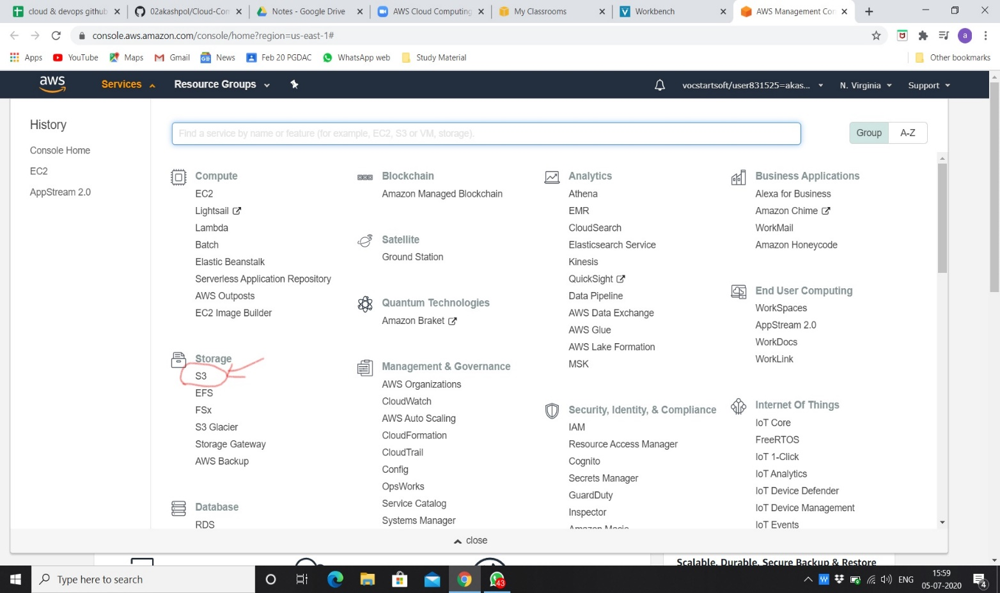 cloud & devops github
02akashpol/Cloud-Con
Notes - Google Drive
AWS Cloud Computing
My Classrooms
Workbench
AWS Management Con
console.aws.amazon.com/console/home?region=us-east-1#
a
Apps
YouTube
Maps
Gmail
News
Feb 20 PGDAC
WhatsApp web
Study Material
Other bookmarks
aws
Services
Resource Groups
vocstartsoft/user831525=akas...
N. Virginia
Support
History
Console Home
EC2
AppStream 2.0
Find a service by name or feature (for example, EC2, S3 or VM, storage).
Group
A-Z
Compute
EC2
Lightsail
Lambda
Batch
Elastic Beanstalk
Serverless Application Repository
AWS Outposts
EC2 Image Builder
Storage
S3
EFS
FSx
S3 Glacier
Storage Gateway
AWS Backup
Database
RDS
Blockchain
Amazon Managed Blockchain
Satellite
Ground Station
Quantum Technologies
Amazon Braket
Management & Governance
AWS Organizations
CloudWatch
AWS Auto Scaling
CloudFormation
CloudTrail
Config
OpsWorks
Service Catalog
Systems Manager
Analytics
Athena
EMR
CloudSearch
Elasticsearch Service
Kinesis
QuickSight
Data Pipeline
AWS Data Exchange
AWS Glue
AWS Lake Formation
MSK
Security, Identity, & Compliance
IAM
Resource Access Manager
Cognito
Secrets Manager
GuardDuty
Inspector
Amazon Macie
Business Applications
Alexa for Business
Amazon Chime
WorkMail
Amazon Honeycode
End User Computing
WorkSpaces
AppStream 2.0
WorkDocs
WorkLink
Internet Of Things
IoT Core
FreeRTOS
IoT 1-Click
IoT Analytics
IoT Device Defender
IoT Device Management
IoT Events
close
Scalable, Durable, Secure Backup & Restore
Type here to search
43
W
ENG
15:59
05-07-2020
4